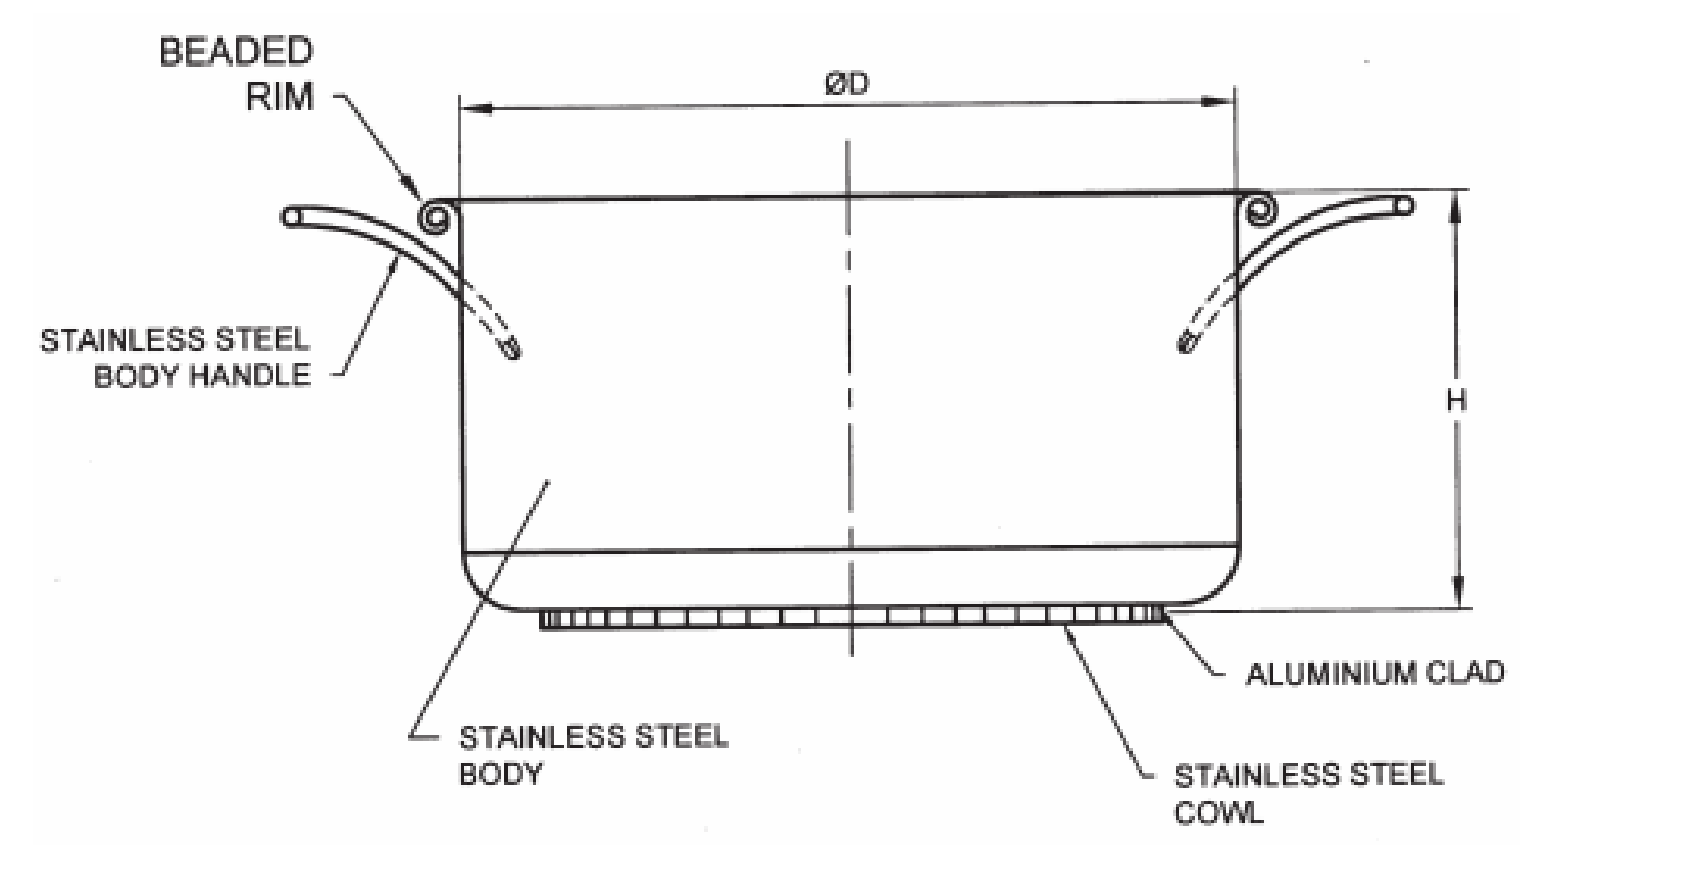 BEADED
RIM
ØD
STAINLESS STEEL
BODY HANDLE
H
ALUMINIUM CLAD
STAINLESS STEEL
BODY
STAINLESS STEEL
COWL